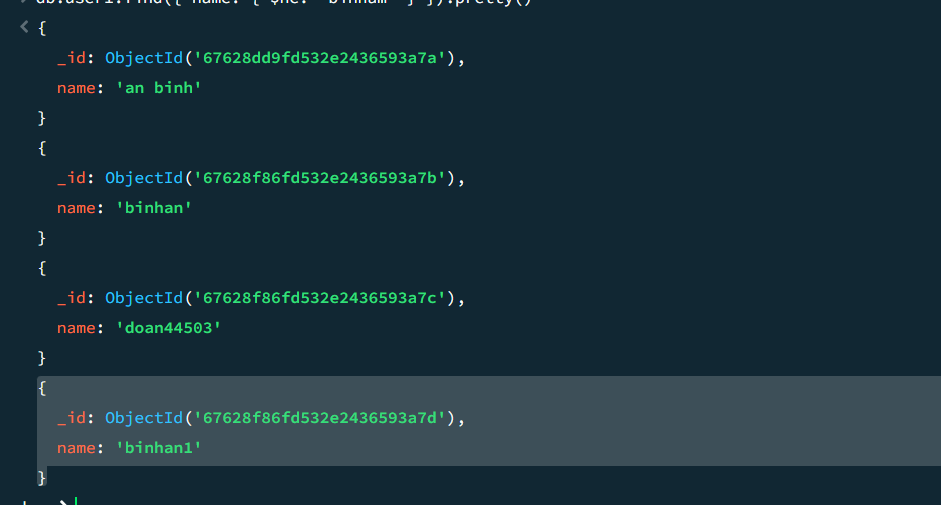 {
_id: ObjectId('67628dd9fd532e2436593a7a'),
name: 'an binh'
}
{
_id: ObjectId('67628f86fd532e2436593a7b'),
name: 'binhan'
}
{
_id: ObjectId('67628f86fd532e2436593a7c'),
name: 'doan44503'
}
{
_id: ObjectId('67628f86fd532e2436593a7d'),
name: 'binhan1'
}